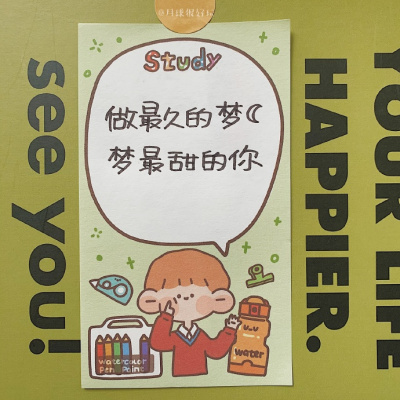 Study
做最久的梦
梦最甜的你
u_u
water
watercolor
Pen Paint
see you!
YOUR LIFE
HAPPIER.